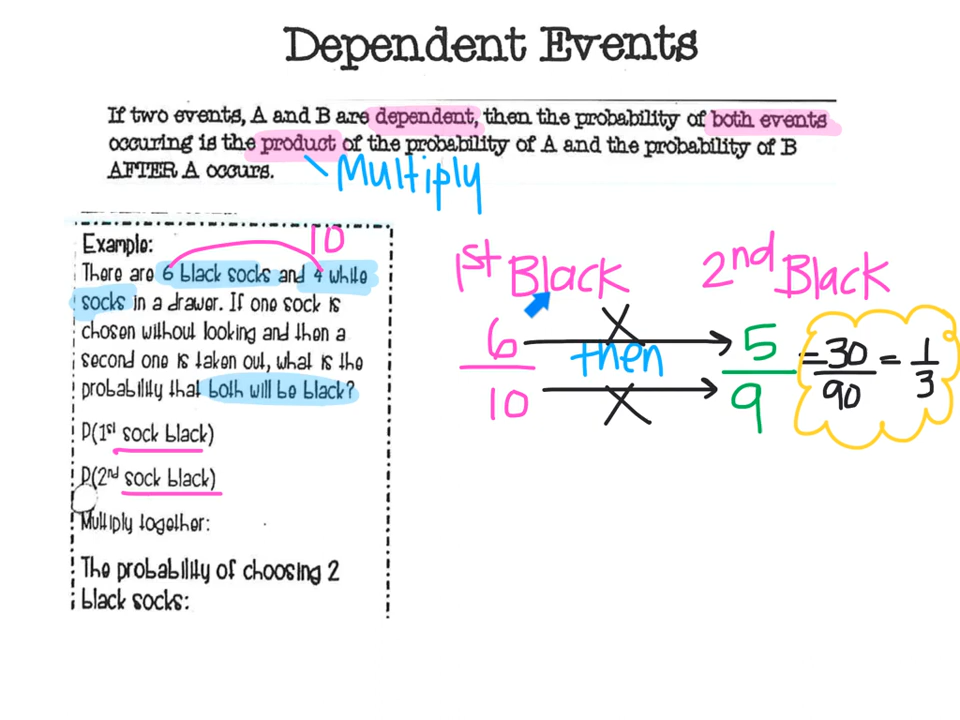 Dependent Events
If two events, A and B are dependent, then the probability of both events
occuring is the product of the probability of A and the probability of B
AFTER A occurs.
Multiply
Example:
10
There are 6 black socks and 4 white
socks in a drawer. If one sock is
chosen without looking and then a
second one is taken out, what is the
probability that both will be black?
P(1st sock black)
P(2nd sock black)
Multiply together:
The probability of choosing 2
black socks:
1st Black 2nd Black
6 X 5 = 30 = 1
then
10 X 9 90 3